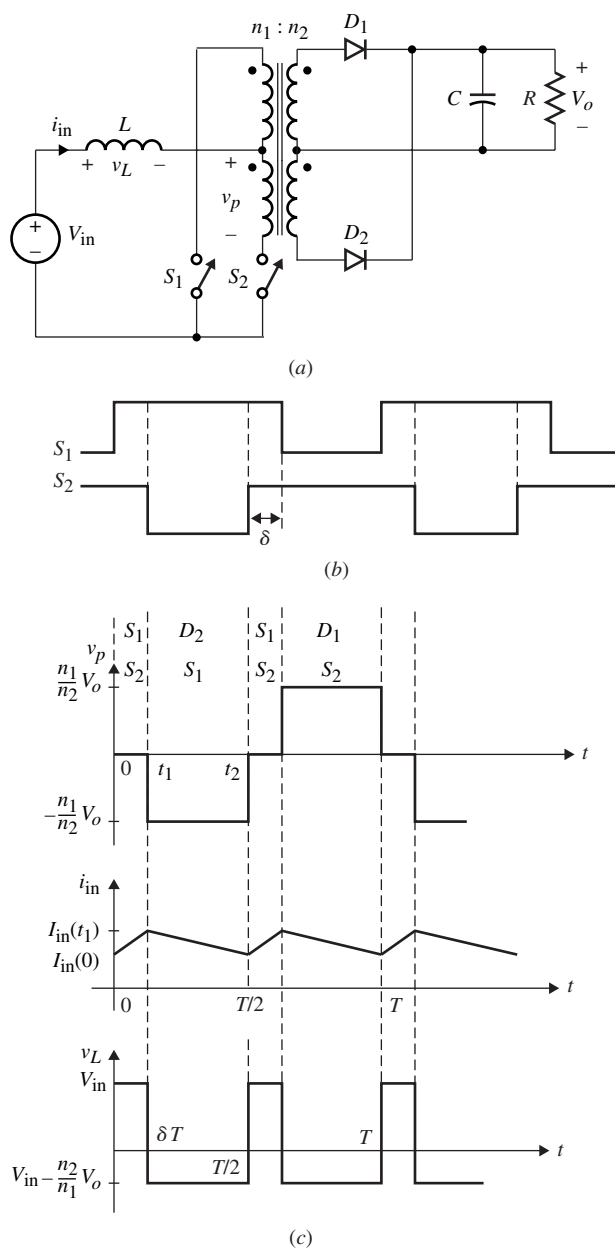 n1 : n2 D1
iin L
+ vL −
+ vp −
C R + Vo −
+ − Vin
S1 S2 D2
(a)
S1
S2
δ
(b)
S1 D2 S1 D1
vp S2 S1 S2 S2
n1/n2 Vo
0 t1 t2 t
−n1/n2 Vo
iin
Iin(t1)
Iin(0)
0 T/2 T t
vL
Vin
δT T t
T/2
Vin − n2/n1 Vo
(c)